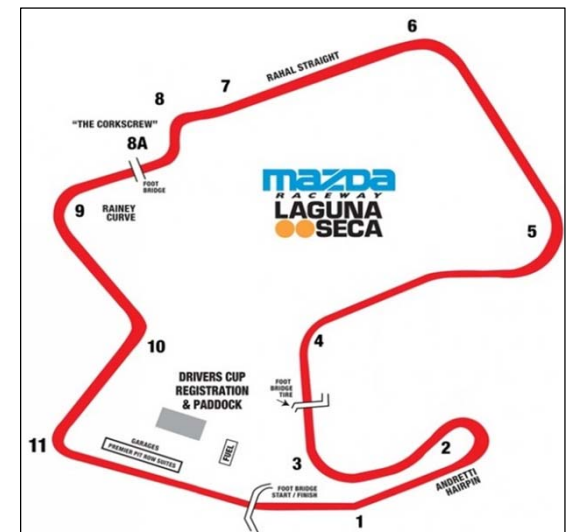 6
RAHAL STRAIGHT
7
8
"THE CORKSCREW"
8A
FOOT
BRIDGE
mazda
RACEWAY
LAGUNA
SECA
9
RAINEY
CURVE
5
4
10
DRIVERS CUP
REGISTRATION
& PADDOCK
FOOT
BRIDGE
TIRE
11
GARAGES
PREMIER PIT ROW SUITES
FUEL
3
2
ANDRETTI
HAIRPIN
FOOT BRIDGE
START / FINISH
1